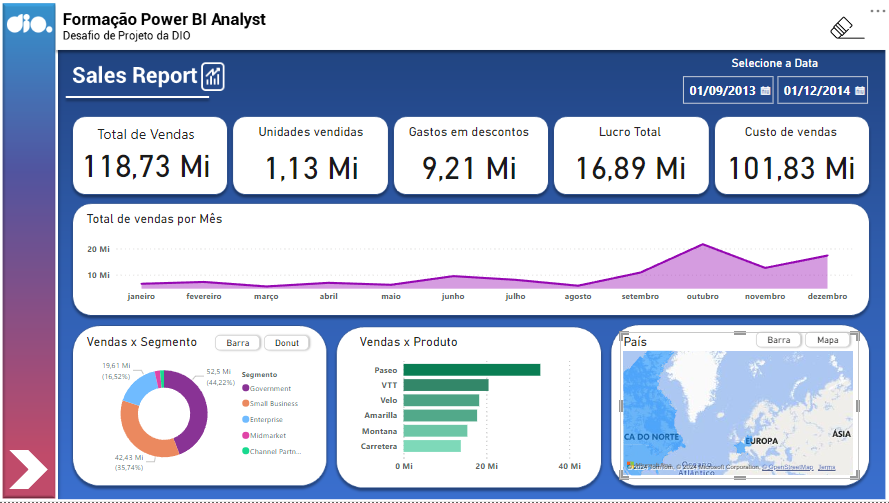 dio.
Formação Power BI Analyst
Desafio de Projeto da DIO
Sales Report
Selecione a Data
01/09/2013
01/12/2014
Total de Vendas
118,73 Mi
Unidades vendidas
1,13 Mi
Gastos em descontos
9,21 Mi
Lucro Total
16,89 Mi
Custo de vendas
101,83 Mi
Total de vendas por Mês
20 Mi
10 Mi
janeiro fevereiro março abril maio junho julho agosto setembro outubro novembro dezembro
Vendas x Segmento
Barra
Donut
19,61 Mi
(16,52%)
52,5 Mi
(44,22%)
42,43 Mi
(35,74%)
Segmento
Government
Small Business
Enterprise
Midmarket
Channel Partn...
Vendas x Produto
Paseo
VTT
Velo
Amarilla
Montana
Carretera
0 Mi 20 Mi 40 Mi
País
Barra
Mapa
CA DO NORTE
EUROPA
ÁSIA
Oceano
Atlântico
© 2024 TomTom, © 2024 Microsoft Corporation, © OpenStreetMap Terms